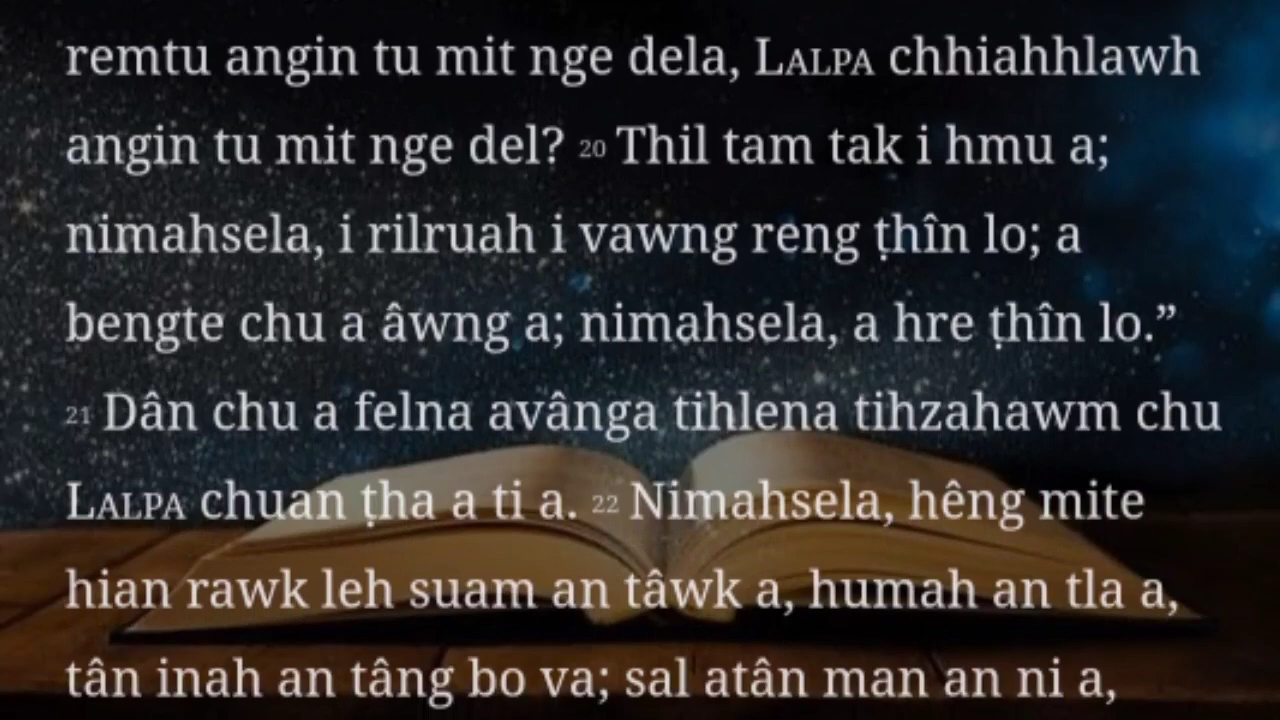 remtu angin tu mit nge dela, LALPA chhiahhlawh
angin tu mit nge del? 20 Thil tam tak i hmu a;
nimahsela, i rilruah i vawng reng ṭhîn lo; a
bengte chu a âwng a; nimahsela, a hre ṭhîn lo.”
21 Dân chu a felna avânga tihlena tihzahawm chu
LALPA chuan ṭha a ti a. 22 Nimahsela, hêng mite
hian rawk leh suam an tâwk a, humah an tla a,
tân inah an tâng bo va; sal atân man an ni a,